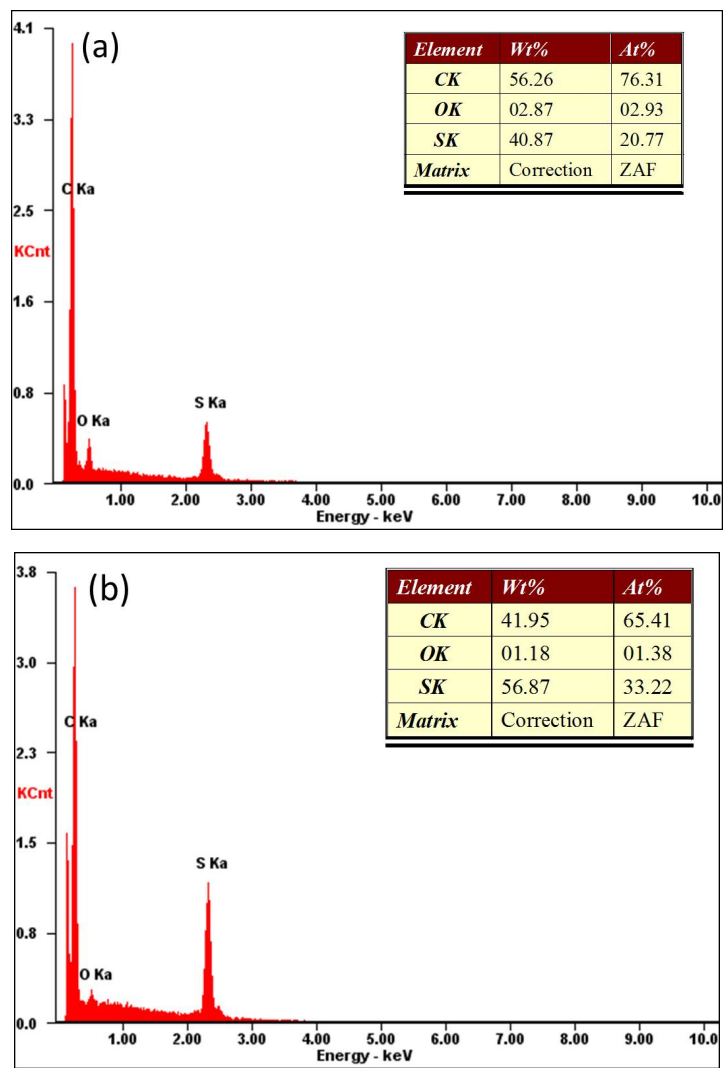 (a)
Element Wt% At%
CK 56.26 76.31
OK 02.87 02.93
SK 40.87 20.77
Matrix Correction ZAF
4.1
3.3
2.5
1.6
0.8
0.0
KCnt
C Ka
O Ka
S Ka
1.00 2.00 3.00 4.00 5.00 6.00 7.00 8.00 9.00 10.0
Energy - keV
(b)
Element Wt% At%
CK 41.95 65.41
OK 01.18 01.38
SK 56.87 33.22
Matrix Correction ZAF
3.8
3.0
2.3
1.5
0.8
0.0
KCnt
C Ka
O Ka
S Ka
1.00 2.00 3.00 4.00 5.00 6.00 7.00 8.00 9.00 10.0
Energy - keV